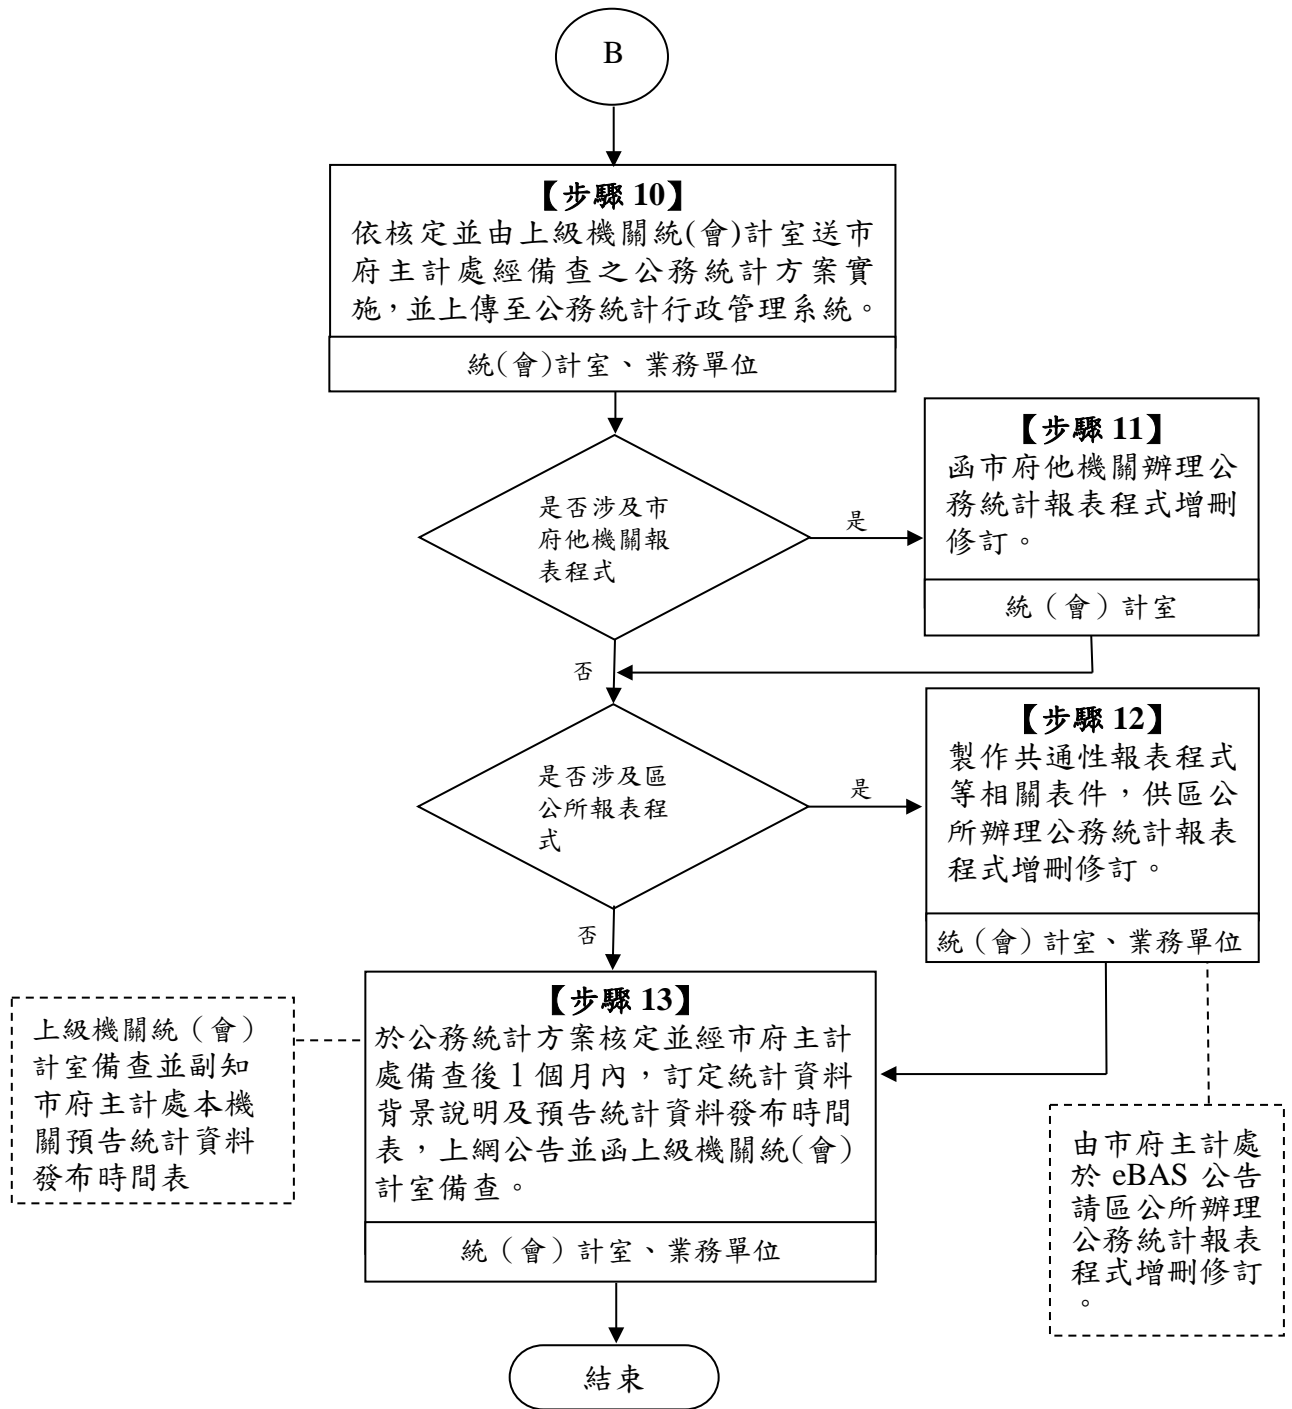 B
【步驟 10】
依核定並由上級機關統(會)計室送市
府主計處經備查之公務統計方案實
施，並上傳至公務統計行政管理系統。
統(會)計室、業務單位
是否涉及市
府他機關報
表程式
是
【步驟 11】
函市府他機關辦理公
務統計報表程式增刪
修訂。
統（會）計室
否
是否涉及區
公所報表程
式
是
【步驟 12】
製作共通性報表程式
等相關表件，供區公
所辦理公務統計報表
程式增刪修訂。
統（會）計室、業務單位
否
【步驟 13】
於公務統計方案核定並經市府主計
處備查後 1 個月內，訂定統計資料
背景說明及預告統計資料發布時間
表，上網公告並函上級機關統(會)
計室備查。
統（會）計室、業務單位
上級機關統（會）
計室備查並副知
市府主計處本機
關預告統計資料
發布時間表
由市府主計處
於 eBAS 公告
請區公所辦理
公務統計報表
程式增刪修訂
。
結束